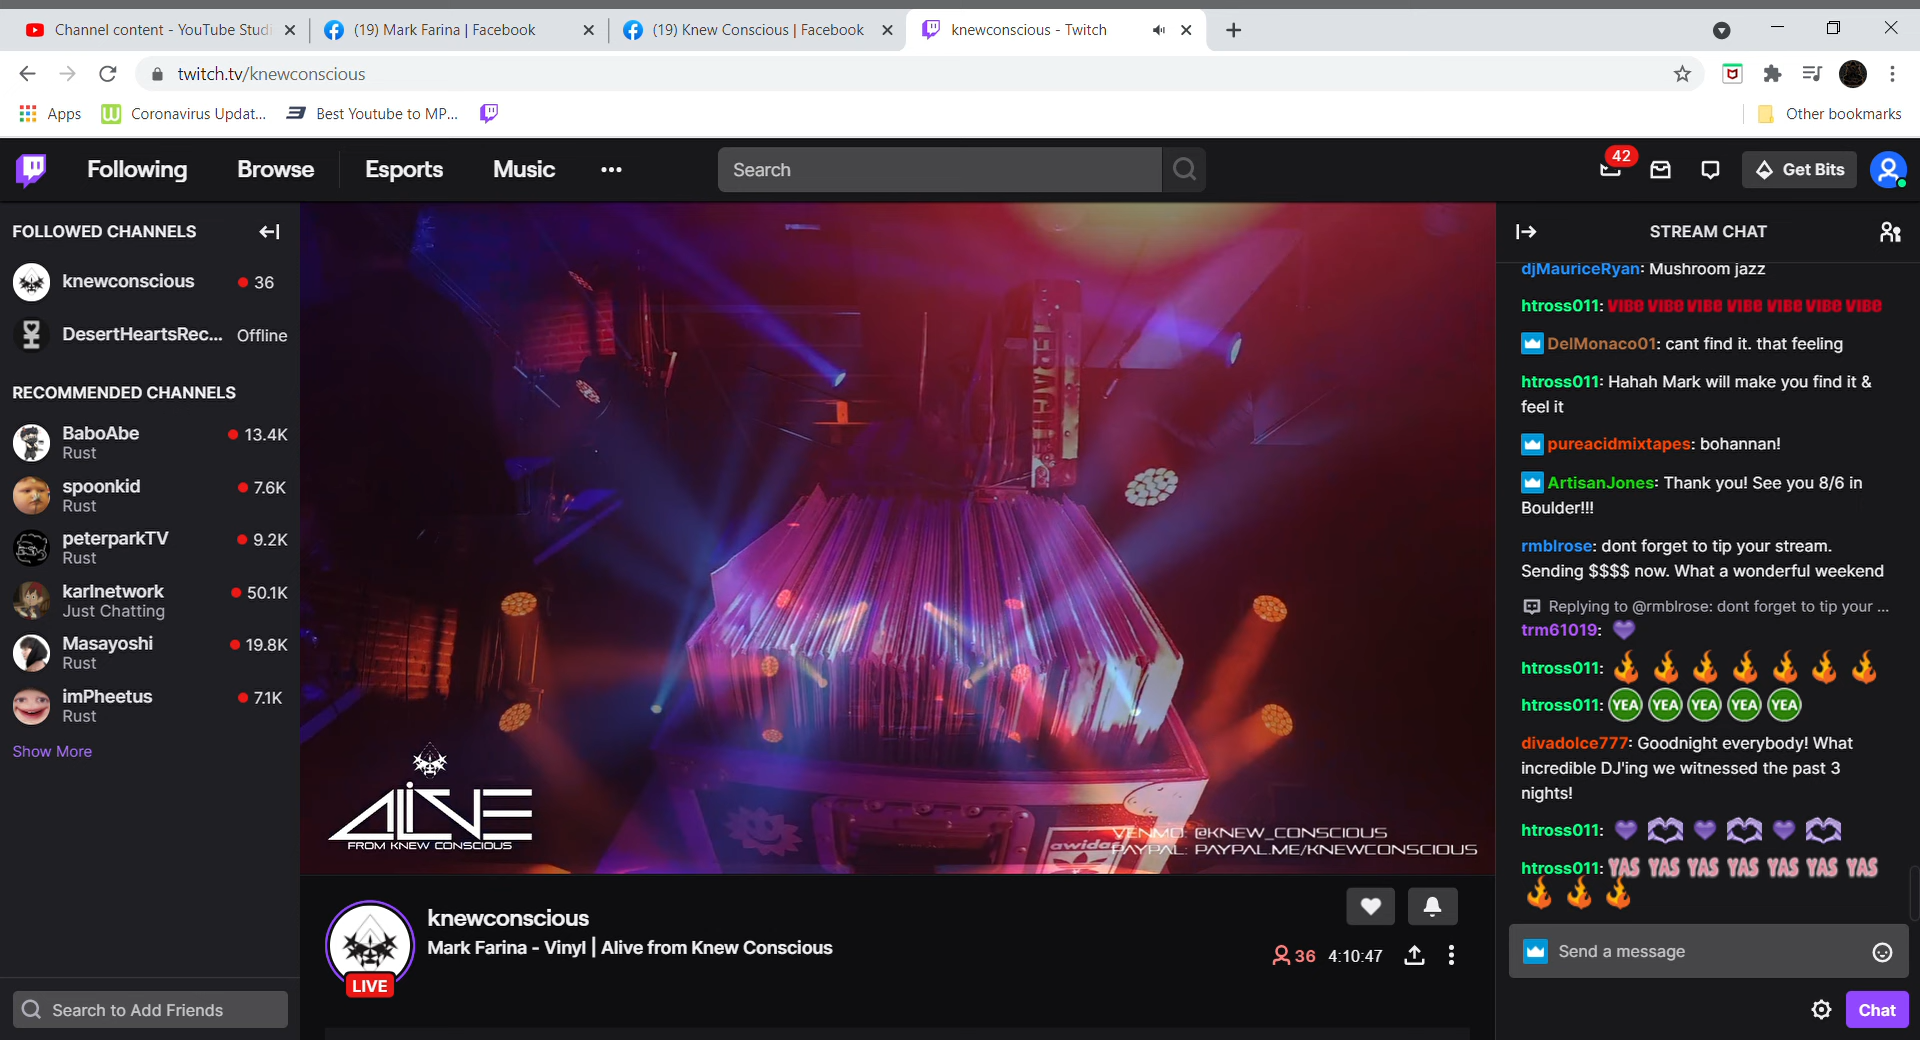 Channel content - YouTube Studi
(19) Mark Farina | Facebook
(19) Knew Conscious | Facebook
knewconscious - Twitch
twitch.tv/knewconscious
Apps
Coronavirus Updat...
Best Youtube to MP...
Other bookmarks
Following
Browse
Esports
Music
Search
42
Get Bits
FOLLOWED CHANNELS
knewconscious
36
DesertHeartsRec...
Offline
RECOMMENDED CHANNELS
BaboAbe
13.4K
Rust
spoonkid
7.6K
Rust
peterparkTV
9.2K
Rust
karlnetwork
50.1K
Just Chatting
Masayoshi
19.8K
Rust
imPheetus
7.1K
Rust
Show More
Search to Add Friends
ALIVE
FROM KNEW CONSCIOUS
VENMO: @KNEW_CONSCIOUS
PAYPAL: PAYPAL.ME/KNEWCONSCIOUS
LIVE
knewconscious
Mark Farina - Vinyl | Alive from Knew Conscious
36
4:10:47
STREAM CHAT
djMauriceRyan: Mushroom jazz
htross011: VIBE VIBE VIBE VIBE VIBE VIBE VIBE
DelMonaco01: cant find it. that feeling
htross011: Hahah Mark will make you find it &
feel it
pureacidmixtapes: bohannan!
ArtisanJones: Thank you! See you 8/6 in
Boulder!!!
rmblrose: dont forget to tip your stream.
Sending $$$$ now. What a wonderful weekend
Replying to @rmblrose: dont forget to tip your ...
trm61019: 💜
htross011: 🔥 🔥 🔥 🔥 🔥 🔥 🔥
htross011: YEA YEA YEA YEA YEA
divadolce777: Goodnight everybody! What
incredible DJ'ing we witnessed the past 3
nights!
htross011:
htross011: YAS YAS YAS YAS YAS YAS YAS
Send a message
Chat